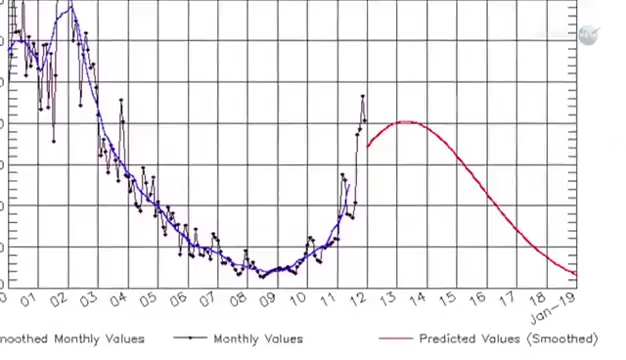 0 01 02 03 04 05 06 07 08 09 10 11 12 13 14 15 16 17 Jan-19
noothed Monthly Values Monthly Values Predicted Values (Smoothed)